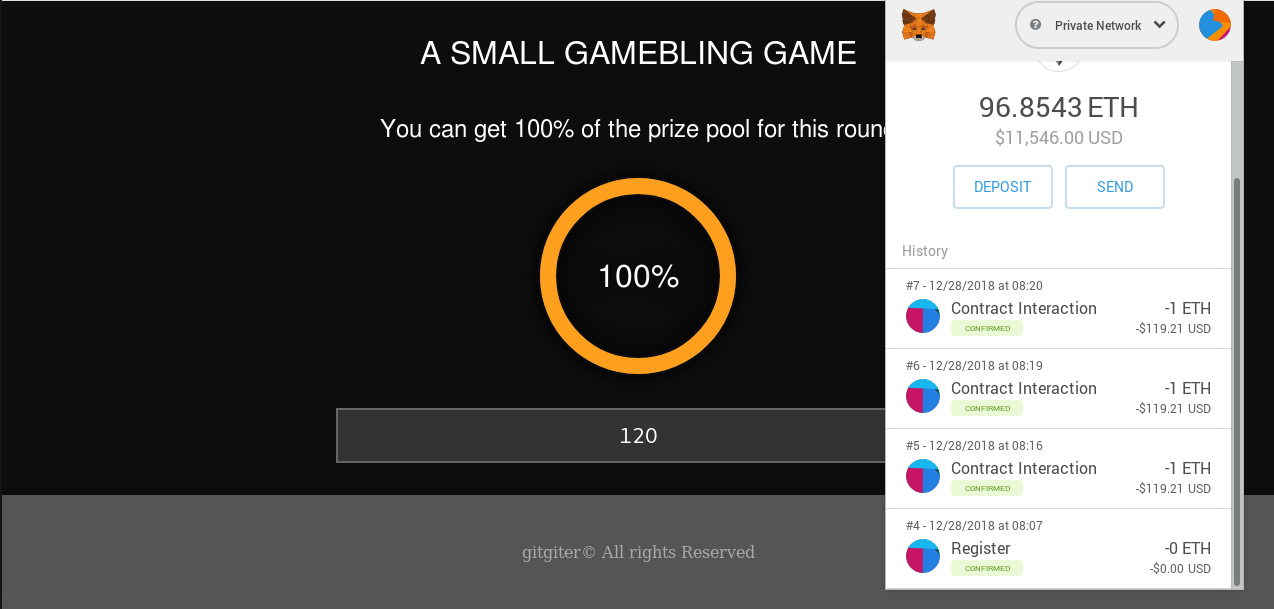 A SMALL GAMEBLING GAME
You can get 100% of the prize pool for this roun
100%
120
gitgiter© All rights Reserved
? Private Network
96.8543 ETH
$11,546.00 USD
DEPOSIT SEND
History
#7 - 12/28/2018 at 08:20
Contract Interaction -1 ETH
CONFIRMED -$119.21 USD
#6 - 12/28/2018 at 08:19
Contract Interaction -1 ETH
CONFIRMED -$119.21 USD
#5 - 12/28/2018 at 08:16
Contract Interaction -1 ETH
CONFIRMED -$119.21 USD
#4 - 12/28/2018 at 08:07
Register -0 ETH
CONFIRMED -$0.00 USD